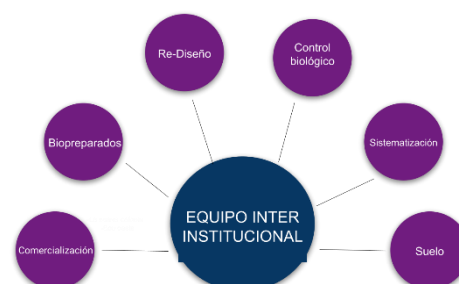 Re-Diseño
Control
biológico
Biopreparados
Sistematización
EQUIPO INTER
INSTITUCIONAL
Comercialización
Suelo